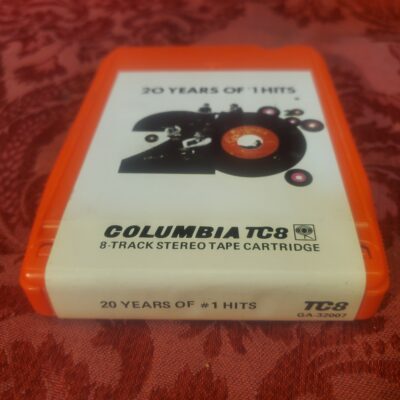 20 YEARS OF #1 HITS
20
COLUMBIA TC8
8-TRACK STEREO TAPE CARTRIDGE
20 YEARS OF #1 HITS TC8
GA-32007